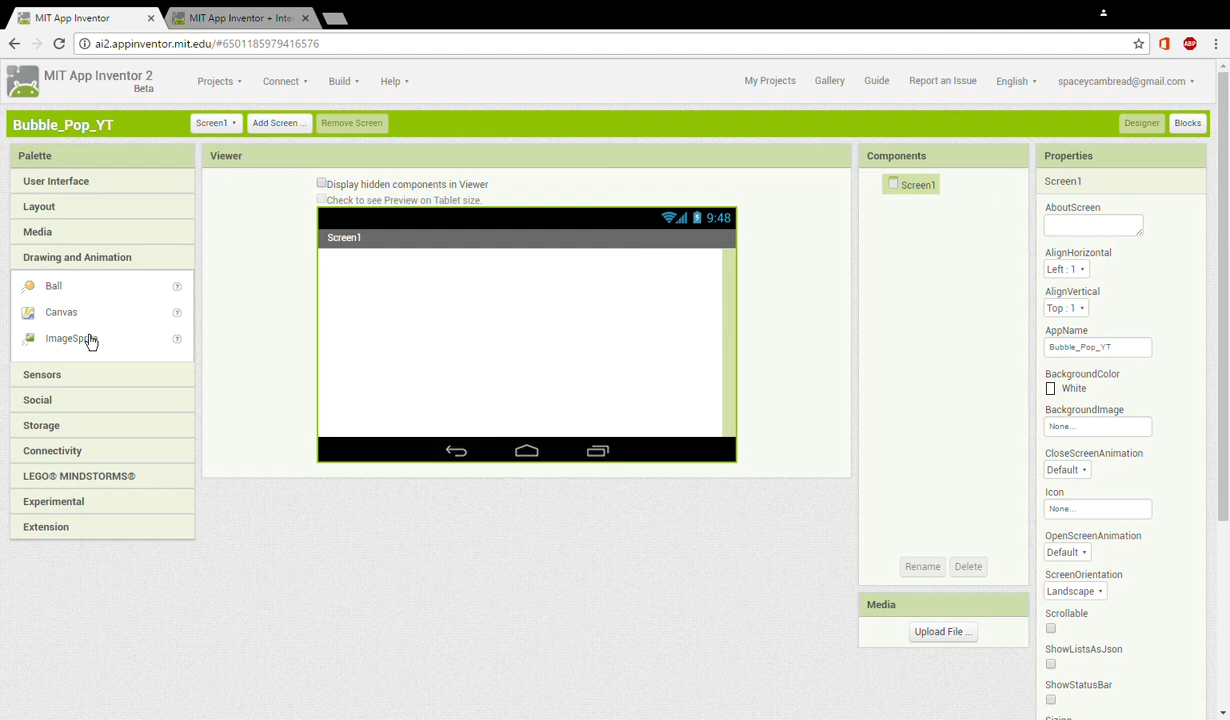 MIT App Inventor
MIT App Inventor + Inte
ai2.appinventor.mit.edu/#6501185979416576
ABP
MIT App Inventor 2
Beta
Projects
Connect
Build
Help
My Projects
Gallery
Guide
Report an Issue
English
spaceycambread@gmail.com
Bubble_Pop_YT
Screen1
Add Screen ...
Remove Screen
Designer
Blocks
Palette
User Interface
Layout
Media
Drawing and Animation
Ball
?
Canvas
?
ImageSprite
?
Sensors
Social
Storage
Connectivity
LEGO® MINDSTORMS®
Experimental
Extension
Viewer
Display hidden components in Viewer
Check to see Preview on Tablet size.
9:48
Screen1
Components
Screen1
Rename
Delete
Media
Upload File ...
Properties
Screen1
AboutScreen
AlignHorizontal
Left : 1
AlignVertical
Top : 1
AppName
Bubble_Pop_YT
BackgroundColor
White
BackgroundImage
None...
CloseScreenAnimation
Default
Icon
None...
OpenScreenAnimation
Default
ScreenOrientation
Landscape
Scrollable
ShowListsAsJson
ShowStatusBar